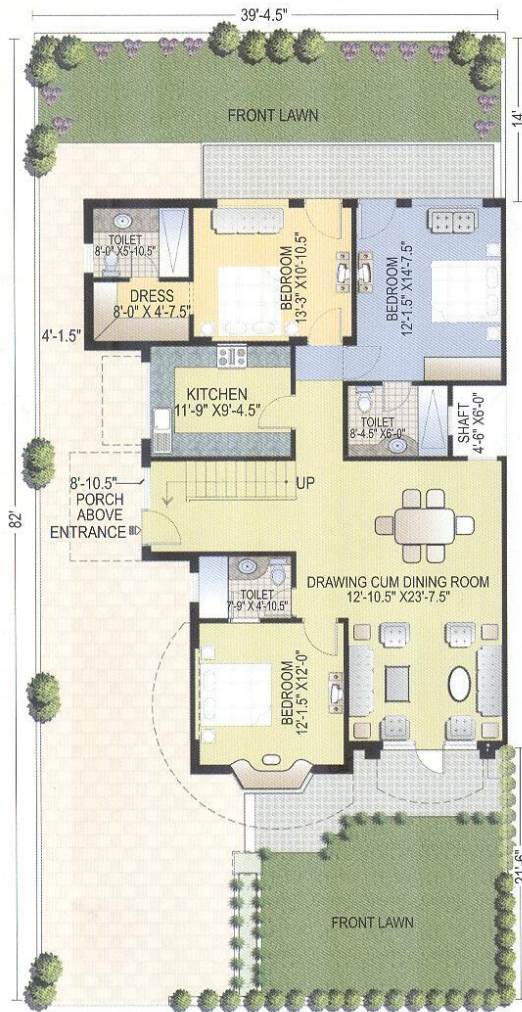 39'-4.5"
82'
14'
FRONT LAWN
TOILET
8'-0" X5'-10.5"
DRESS
8'-0" X 4'-7.5"
BEDROOM
13'-3" X10'-10.5"
BEDROOM
12'-1.5" X14'-7.5"
4'-1.5"
KITCHEN
11'-9" X9'-4.5"
TOILET
8'-4.5" X6'-0"
SHAFT
4'-6" X6'-0"
8'-10.5"
PORCH
ABOVE
ENTRANCE
UP
DRAWING CUM DINING ROOM
12'-10.5" X23'-7.5"
TOILET
7'-9" X 4'-10.5"
BEDROOM
12'-1.5" X12'-0"
21'-6"
FRONT LAWN